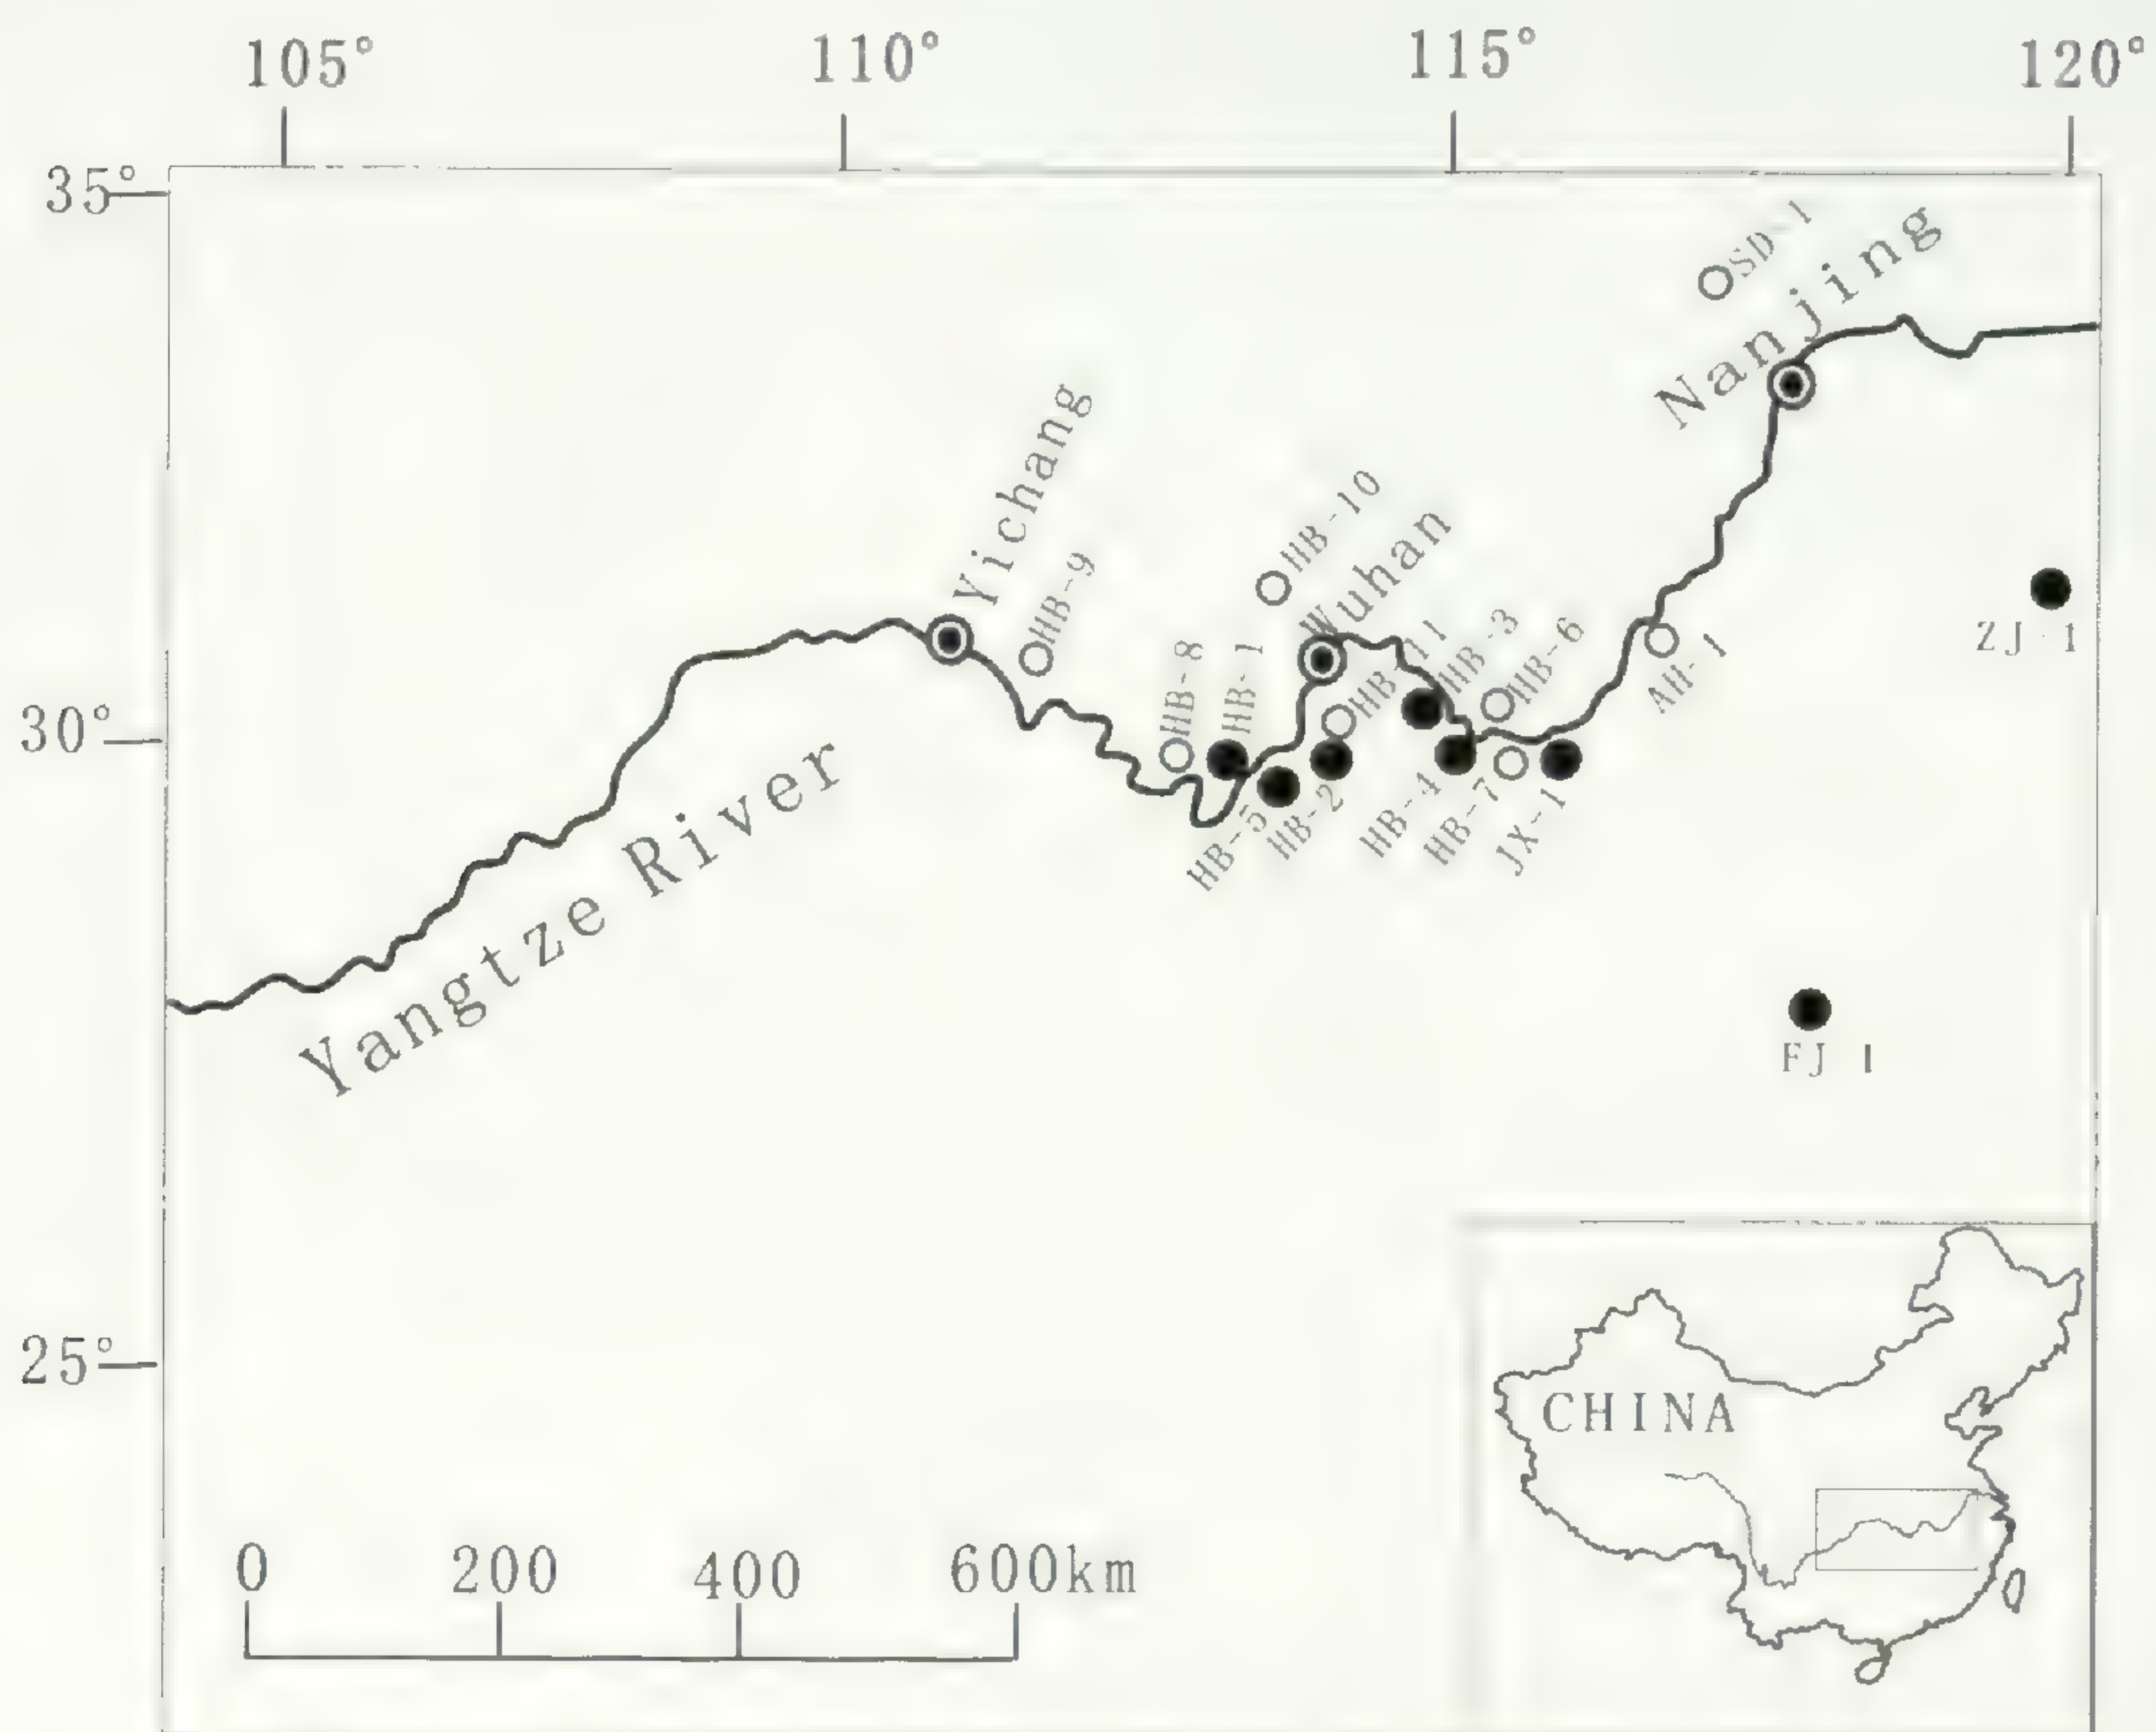 105°
110°
115°
120°
35°
30°
25°
SD-1
Nanjing
Yichang
HB-9
HB-10
Wuhan
HB-8
HB-1
HB-11
HB-3
HB-6
AH-1
ZJ 1
HB-5
HB-2
HB-4
HB-7
JX-1
Yangtze River
FJ 1
CHINA
0 200 400 600km